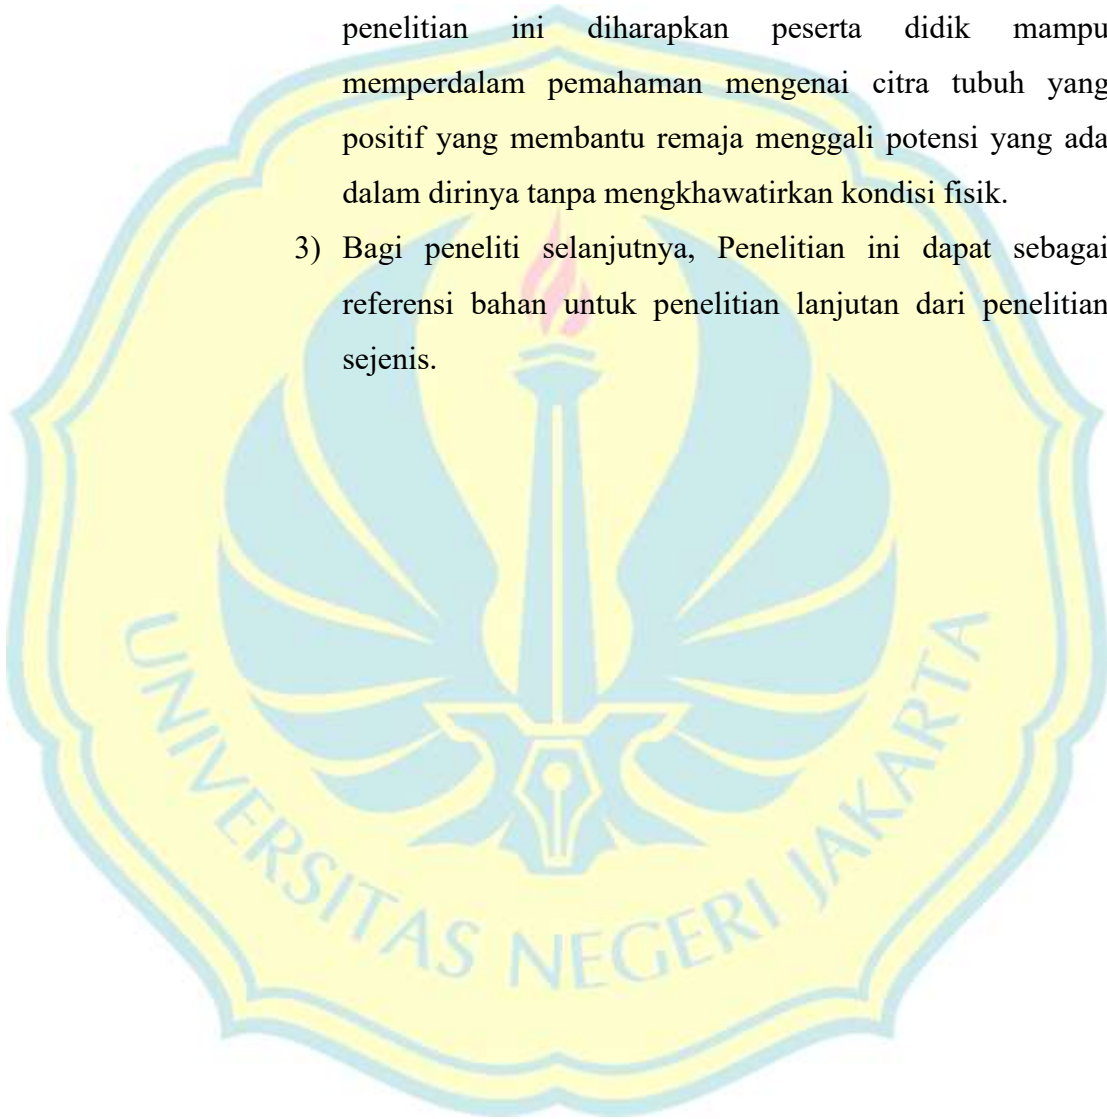 penelitian ini diharapkan peserta didik mampu
memperdalam pemahaman mengenai citra tubuh yang
positif yang membantu remaja menggali potensi yang ada
dalam dirinya tanpa mengkhawatirkan kondisi fisik.
3) Bagi peneliti selanjutnya, Penelitian ini dapat sebagai
referensi bahan untuk penelitian lanjutan dari penelitian
sejenis.
UNIVERSITAS NEGERI JAKARTA